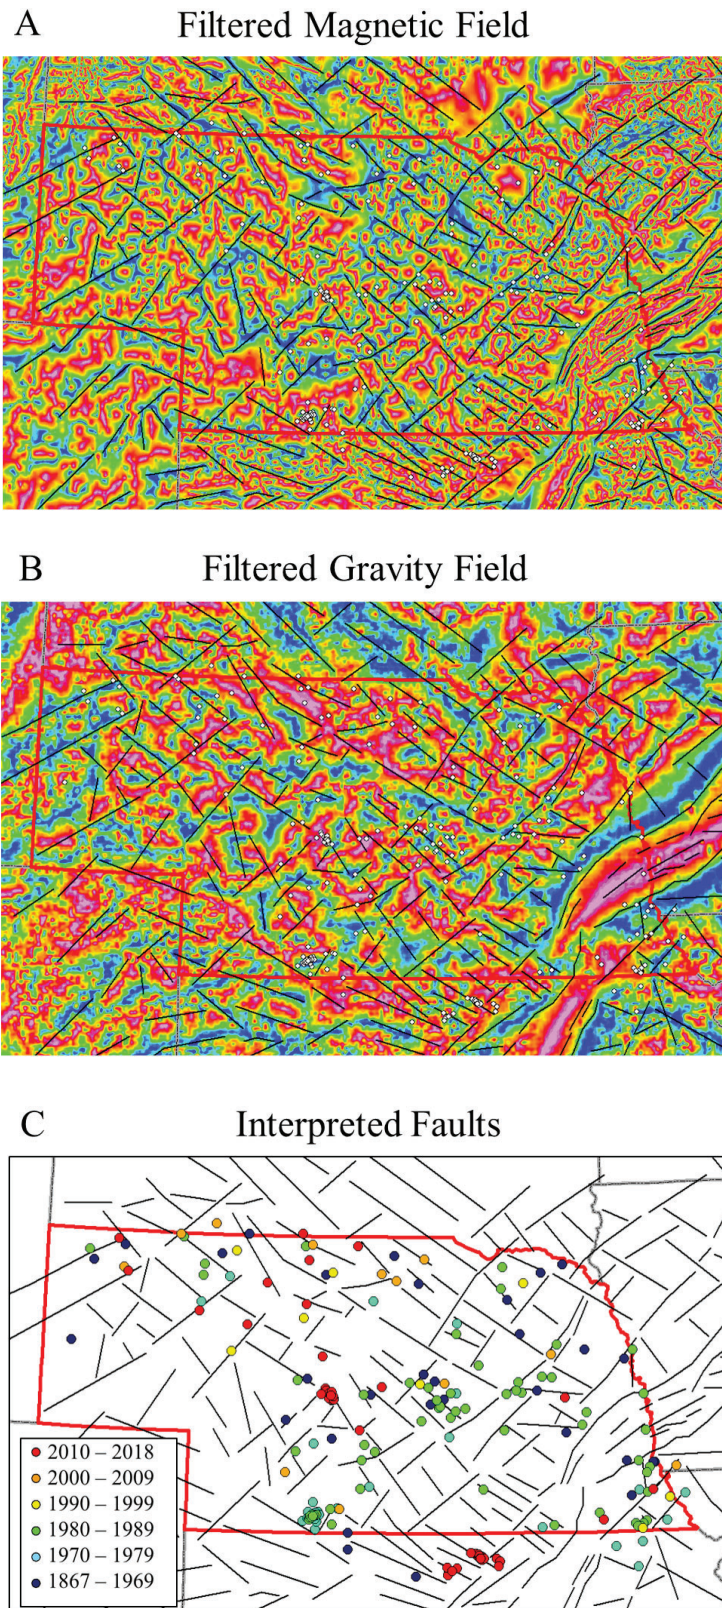 A
Filtered Magnetic Field
B
Filtered Gravity Field
C
Interpreted Faults
2010 – 2018
2000 – 2009
1990 – 1999
1980 – 1989
1970 – 1979
1867 – 1969